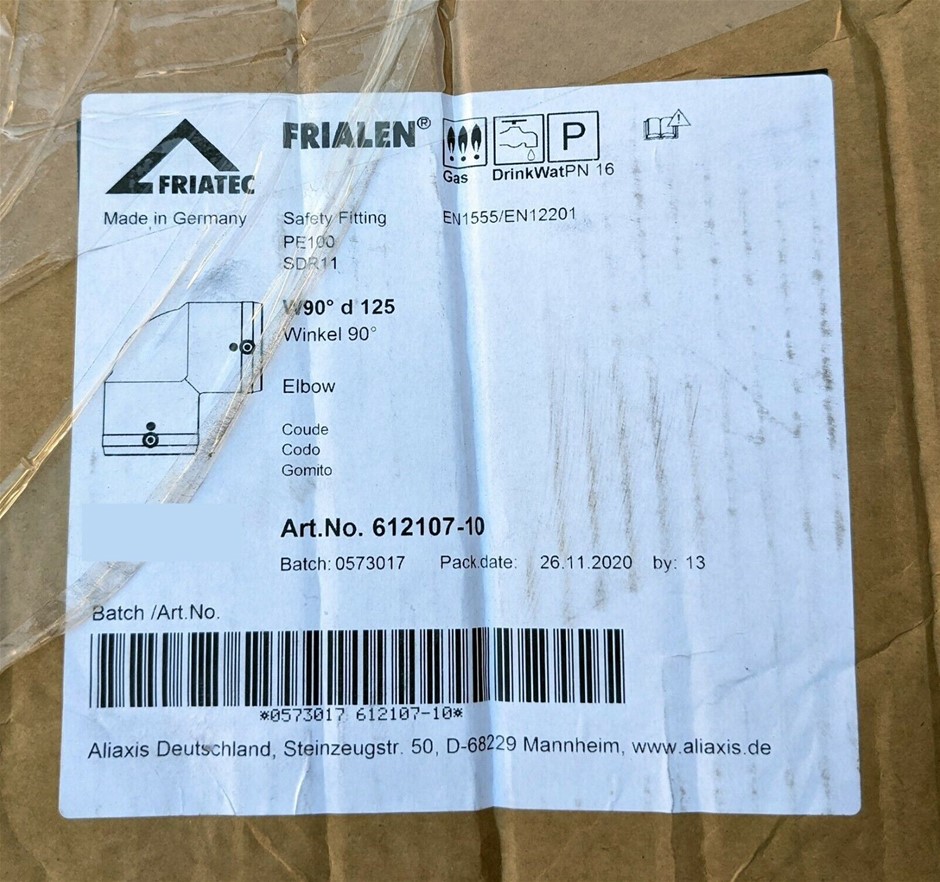 FRIATEC
FRIALEN®
P
Gas
DrinkWatPN 16
Made in Germany
Safety Fitting
EN1555/EN12201
PE100
SDR11
W90° d 125
Winkel 90°
Elbow
Coude
Codo
Gomito
Art.No. 612107-10
Batch: 0573017 Pack.date: 26.11.2020 by: 13
Batch /Art.No.
*0573017 612107-10*
Aliaxis Deutschland, Steinzeugstr. 50, D-68229 Mannheim, www.aliaxis.de